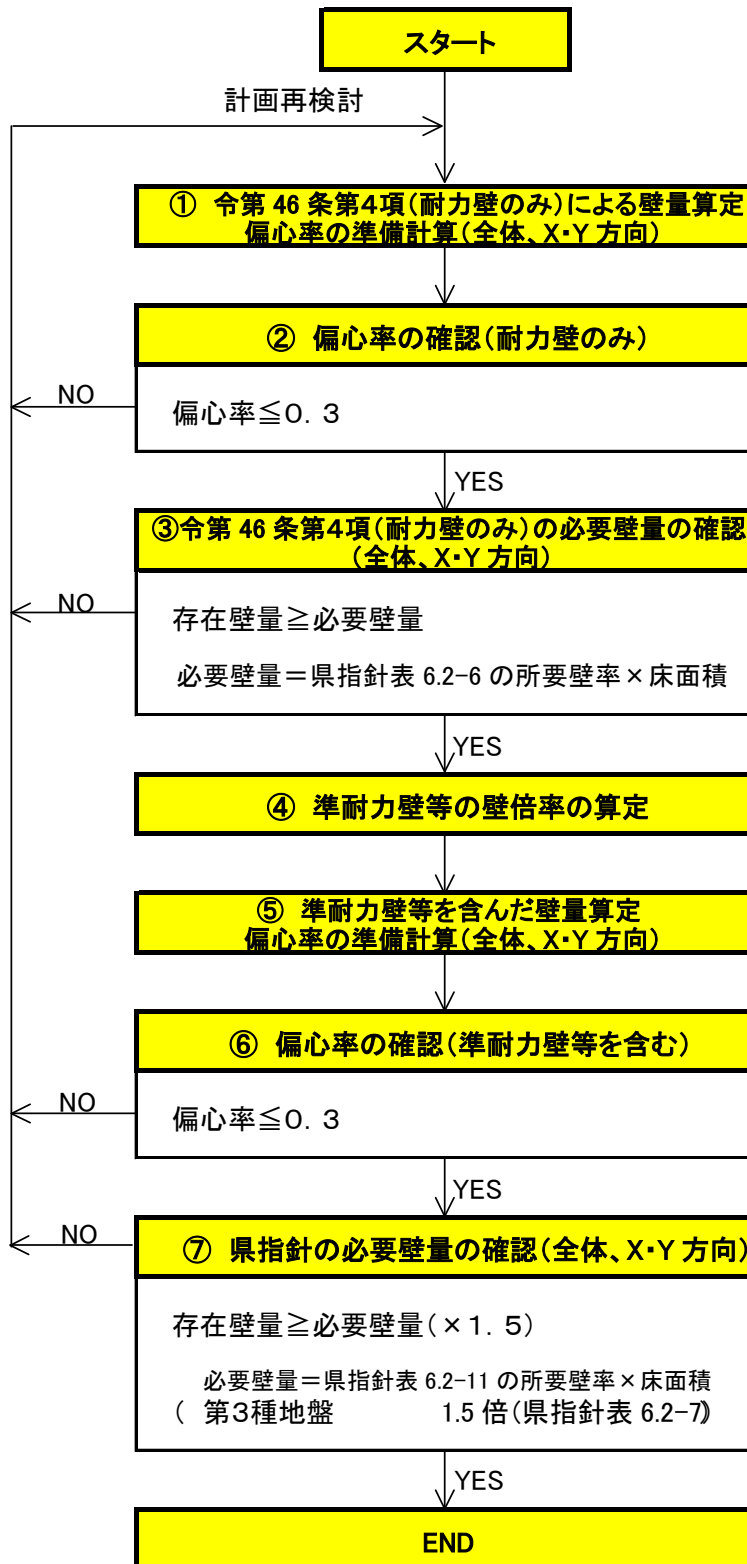 スタート
計画再検討
① 令第 46 条第4項(耐力壁のみ)による壁量算定
偏心率の準備計算(全体、X・Y 方向)
② 偏心率の確認(耐力壁のみ)
NO
偏心率≦0．3
YES
③令第 46 条第4項(耐力壁のみ)の必要壁量の確認
(全体、X・Y 方向)
NO
存在壁量≧必要壁量
必要壁量＝県指針表 6.2-6 の所要壁率×床面積
YES
④ 準耐力壁等の壁倍率の算定
⑤ 準耐力壁等を含んだ壁量算定
偏心率の準備計算(全体、X・Y 方向)
⑥ 偏心率の確認(準耐力壁等を含む)
NO
偏心率≦0．3
YES
NO
⑦ 県指針の必要壁量の確認(全体、X・Y 方向)
存在壁量≧必要壁量(×1．5)
必要壁量＝県指針表 6.2-11 の所要壁率×床面積
( 第3種地盤 1.5 倍(県指針表 6.2-7))
YES
END